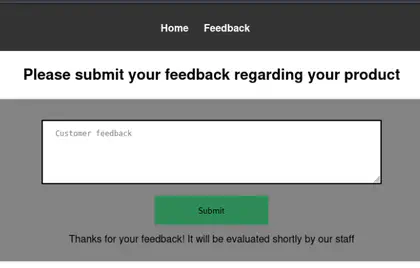 Home Feedback
Please submit your feedback regarding your product
Customer feedback
Submit
Thanks for your feedback! It will be evaluated shortly by our staff